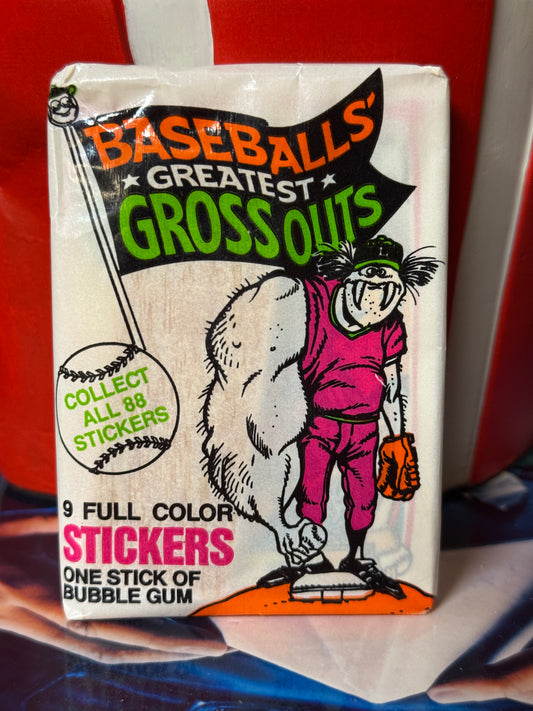 BASEBALLS'
★ GREATEST ★
GROSS OUTS
COLLECT
ALL 88
STICKERS
9 FULL COLOR
STICKERS
ONE STICK OF
BUBBLE GUM